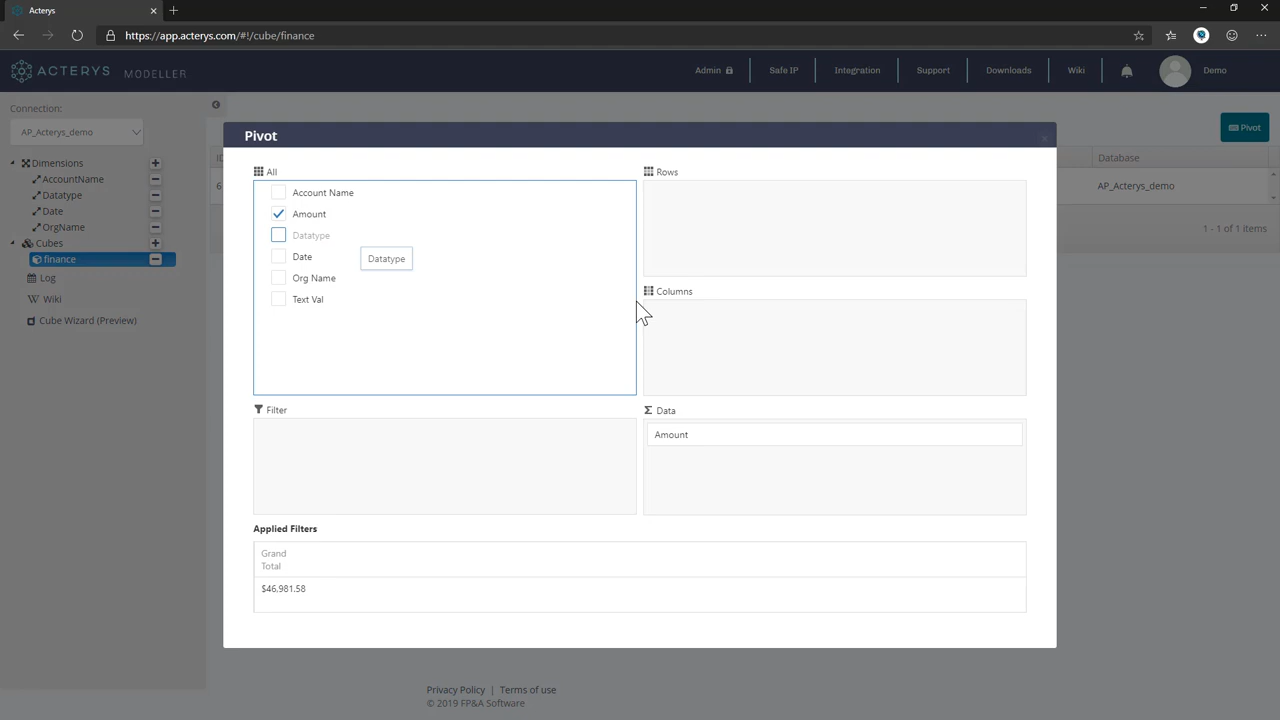 Acterys
https://app.acterys.com/#!/cube/finance
ACTERYS MODELLER
Admin
Safe IP
Integration
Support
Downloads
Wiki
Demo
Connection:
AP_Acterys_demo
Dimensions
AccountName
Datatype
Date
OrgName
Cubes
finance
Log
Wiki
Cube Wizard (Preview)
Pivot
ID
6
Database
AP_Acterys_demo
1 - 1 of 1 items
Pivot
All
Account Name
Amount
Datatype
Date
Org Name
Text Val
Datatype
Rows
Columns
Filter
Data
Amount
Applied Filters
Grand
Total
$46,981.58
Privacy Policy | Terms of use
© 2019 FP&A Software